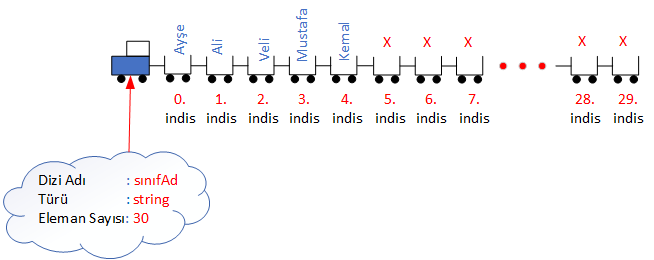 Ayşe Ali Veli Mustafa Kemal X X X X X
0. 1. 2. 3. 4. 5. 6. 7. 28. 29.
indis indis indis indis indis indis indis indis indis indis
Dizi Adı : sınıfAd
Türü : string
Eleman Sayısı: 30